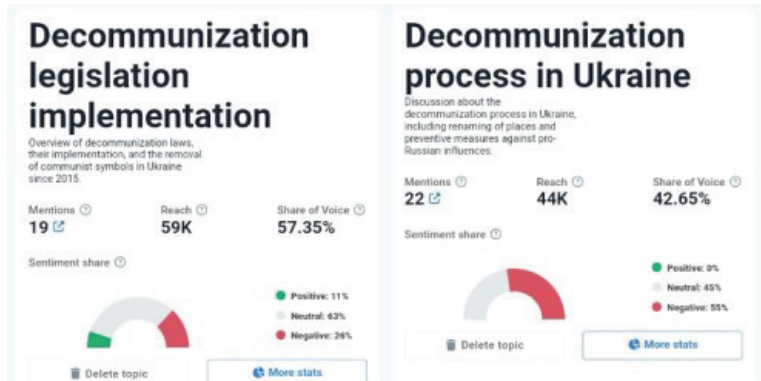 Decommunization
legislation
implementation
Overview of decommunization laws,
their implementation, and the removal
of communist symbols in Ukraine
since 2015.
Mentions
Reach
Share of Voice
19
59K
57.35%
Sentiment share
Positive: 11%
Neutral: 63%
Negative: 26%
Delete topic
More stats
Decommunization
process in Ukraine
Discussion about the
decommunization process in Ukraine,
including renaming of places and
preventive measures against pro-
Russian influences.
Mentions
Reach
Share of Voice
22
44K
42.65%
Sentiment share
Positive: 0%
Neutral: 45%
Negative: 55%
Delete topic
More stats